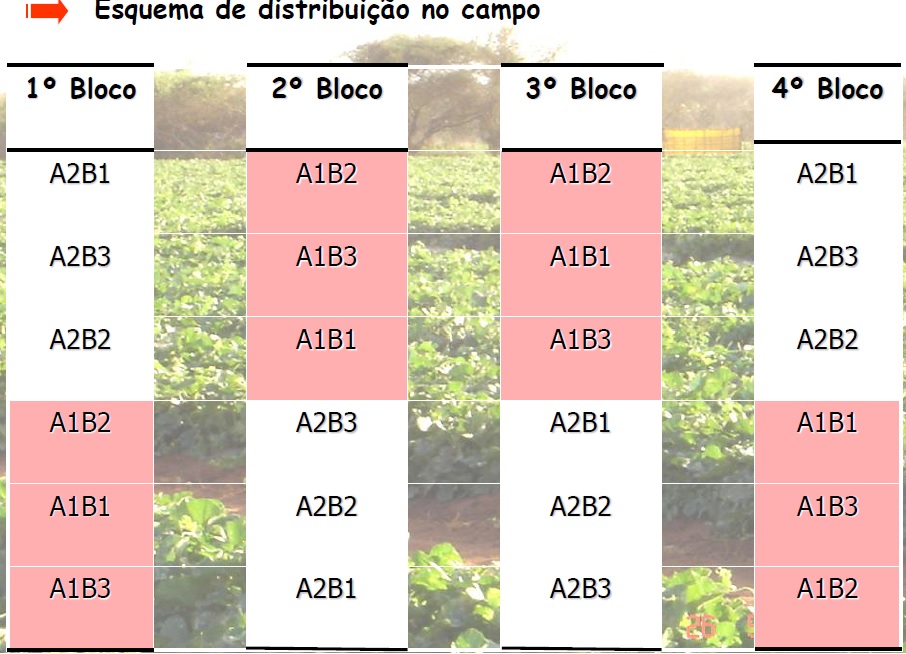 Esquema de distribuição no campo
1º Bloco 2º Bloco 3º Bloco 4º Bloco
A2B1 A1B2 A1B2 A2B1
A2B3 A1B3 A1B1 A2B3
A2B2 A1B1 A1B3 A2B2
A1B2 A2B3 A2B1 A1B1
A1B1 A2B2 A2B2 A1B3
A1B3 A2B1 A2B3 A1B2
26